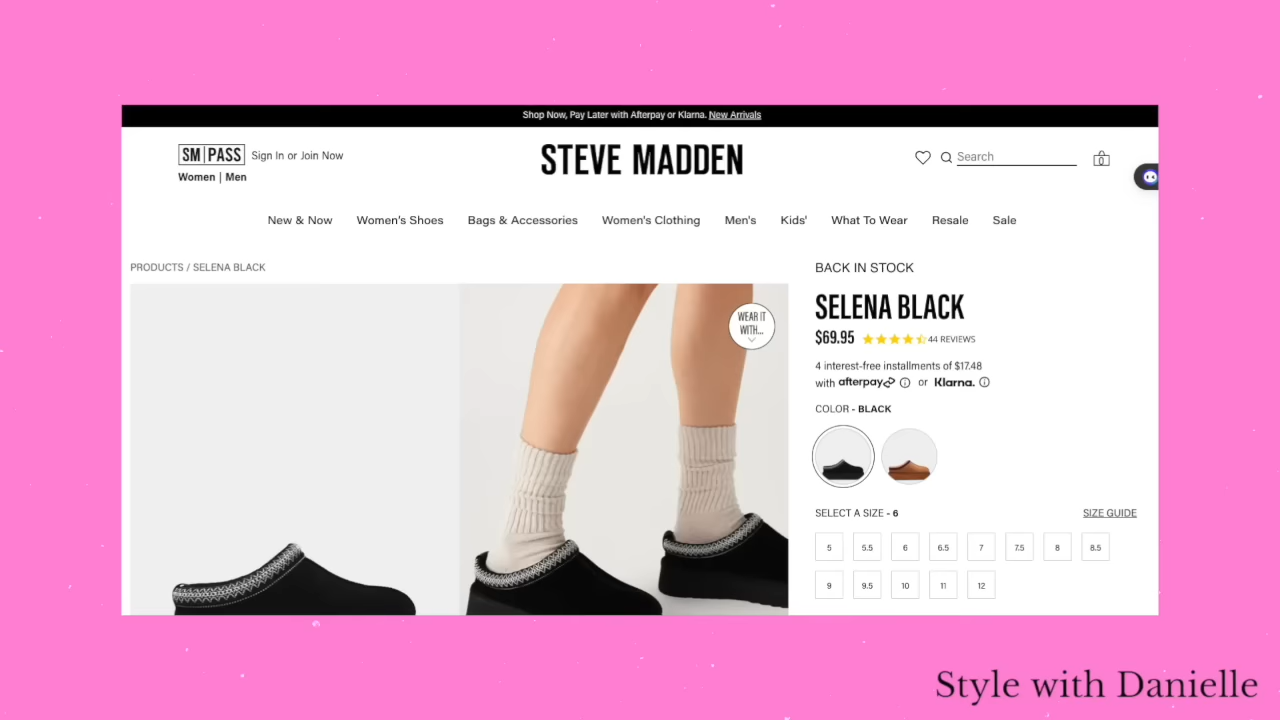 Shop Now, Pay Later with Afterpay or Klarna. New Arrivals
SM|PASS Sign In or Join Now
Women | Men
STEVE MADDEN
Search
0
New & Now Women's Shoes Bags & Accessories Women's Clothing Men's Kids' What To Wear Resale Sale
PRODUCTS / SELENA BLACK
WEAR IT
WITH...
BACK IN STOCK
SELENA BLACK
$69.95 44 REVIEWS
4 interest-free installments of $17.48
with afterpay or Klarna.
COLOR - BLACK
SELECT A SIZE - 6 SIZE GUIDE
5 5.5 6 6.5 7 7.5 8 8.5
9 9.5 10 11 12
Style with Danielle